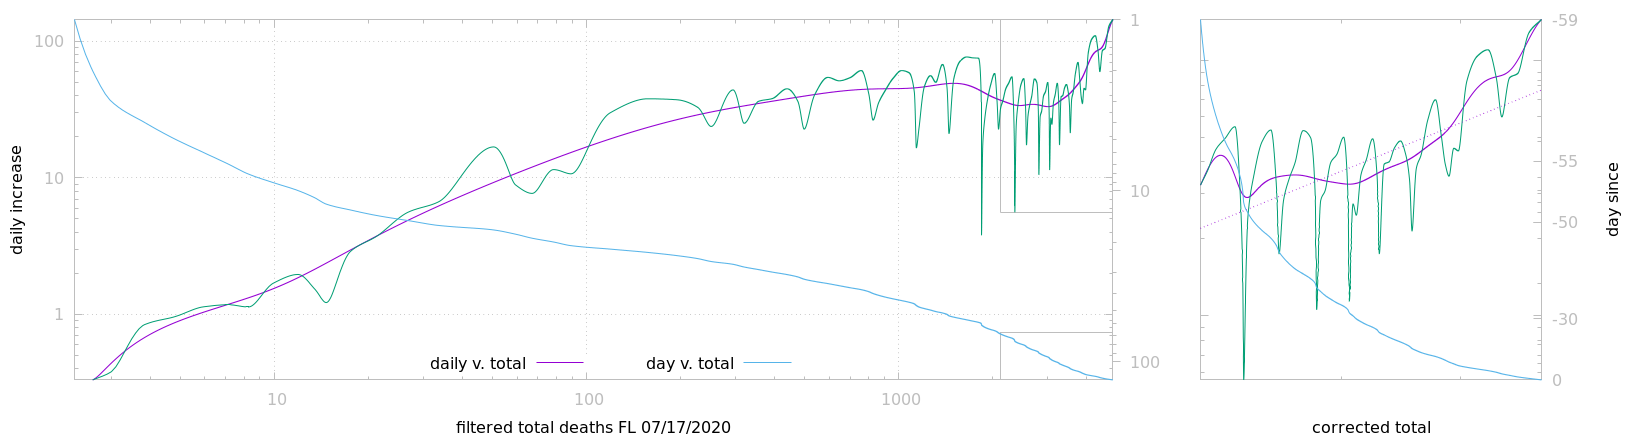 100
10
1
daily increase
daily v. total
day v. total
10
100
1000
filtered total deaths FL 07/17/2020
1
10
100
-59
-55
-50
-30
0
day since
corrected total